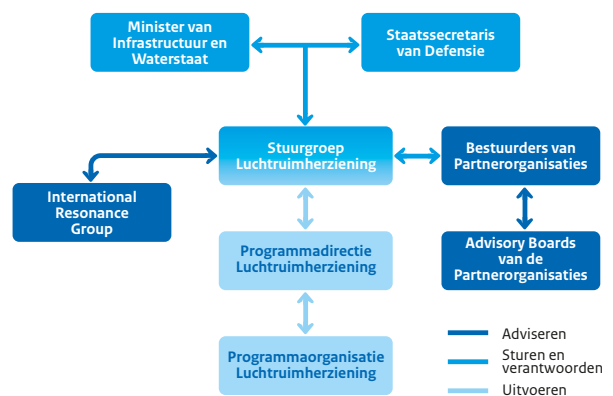 Minister van
Infrastructuur en
Waterstaat
Staatssecretaris
van Defensie
Stuurgroep
Luchtruimherziening
Bestuurders van
Partnerorganisaties
International
Resonance
Group
Programmadirectie
Luchtruimherziening
Advisory Boards
van de
Partnerorganisaties
Programmaorganisatie
Luchtruimherziening
Adviseren
Sturen en
verantwoorden
Uitvoeren